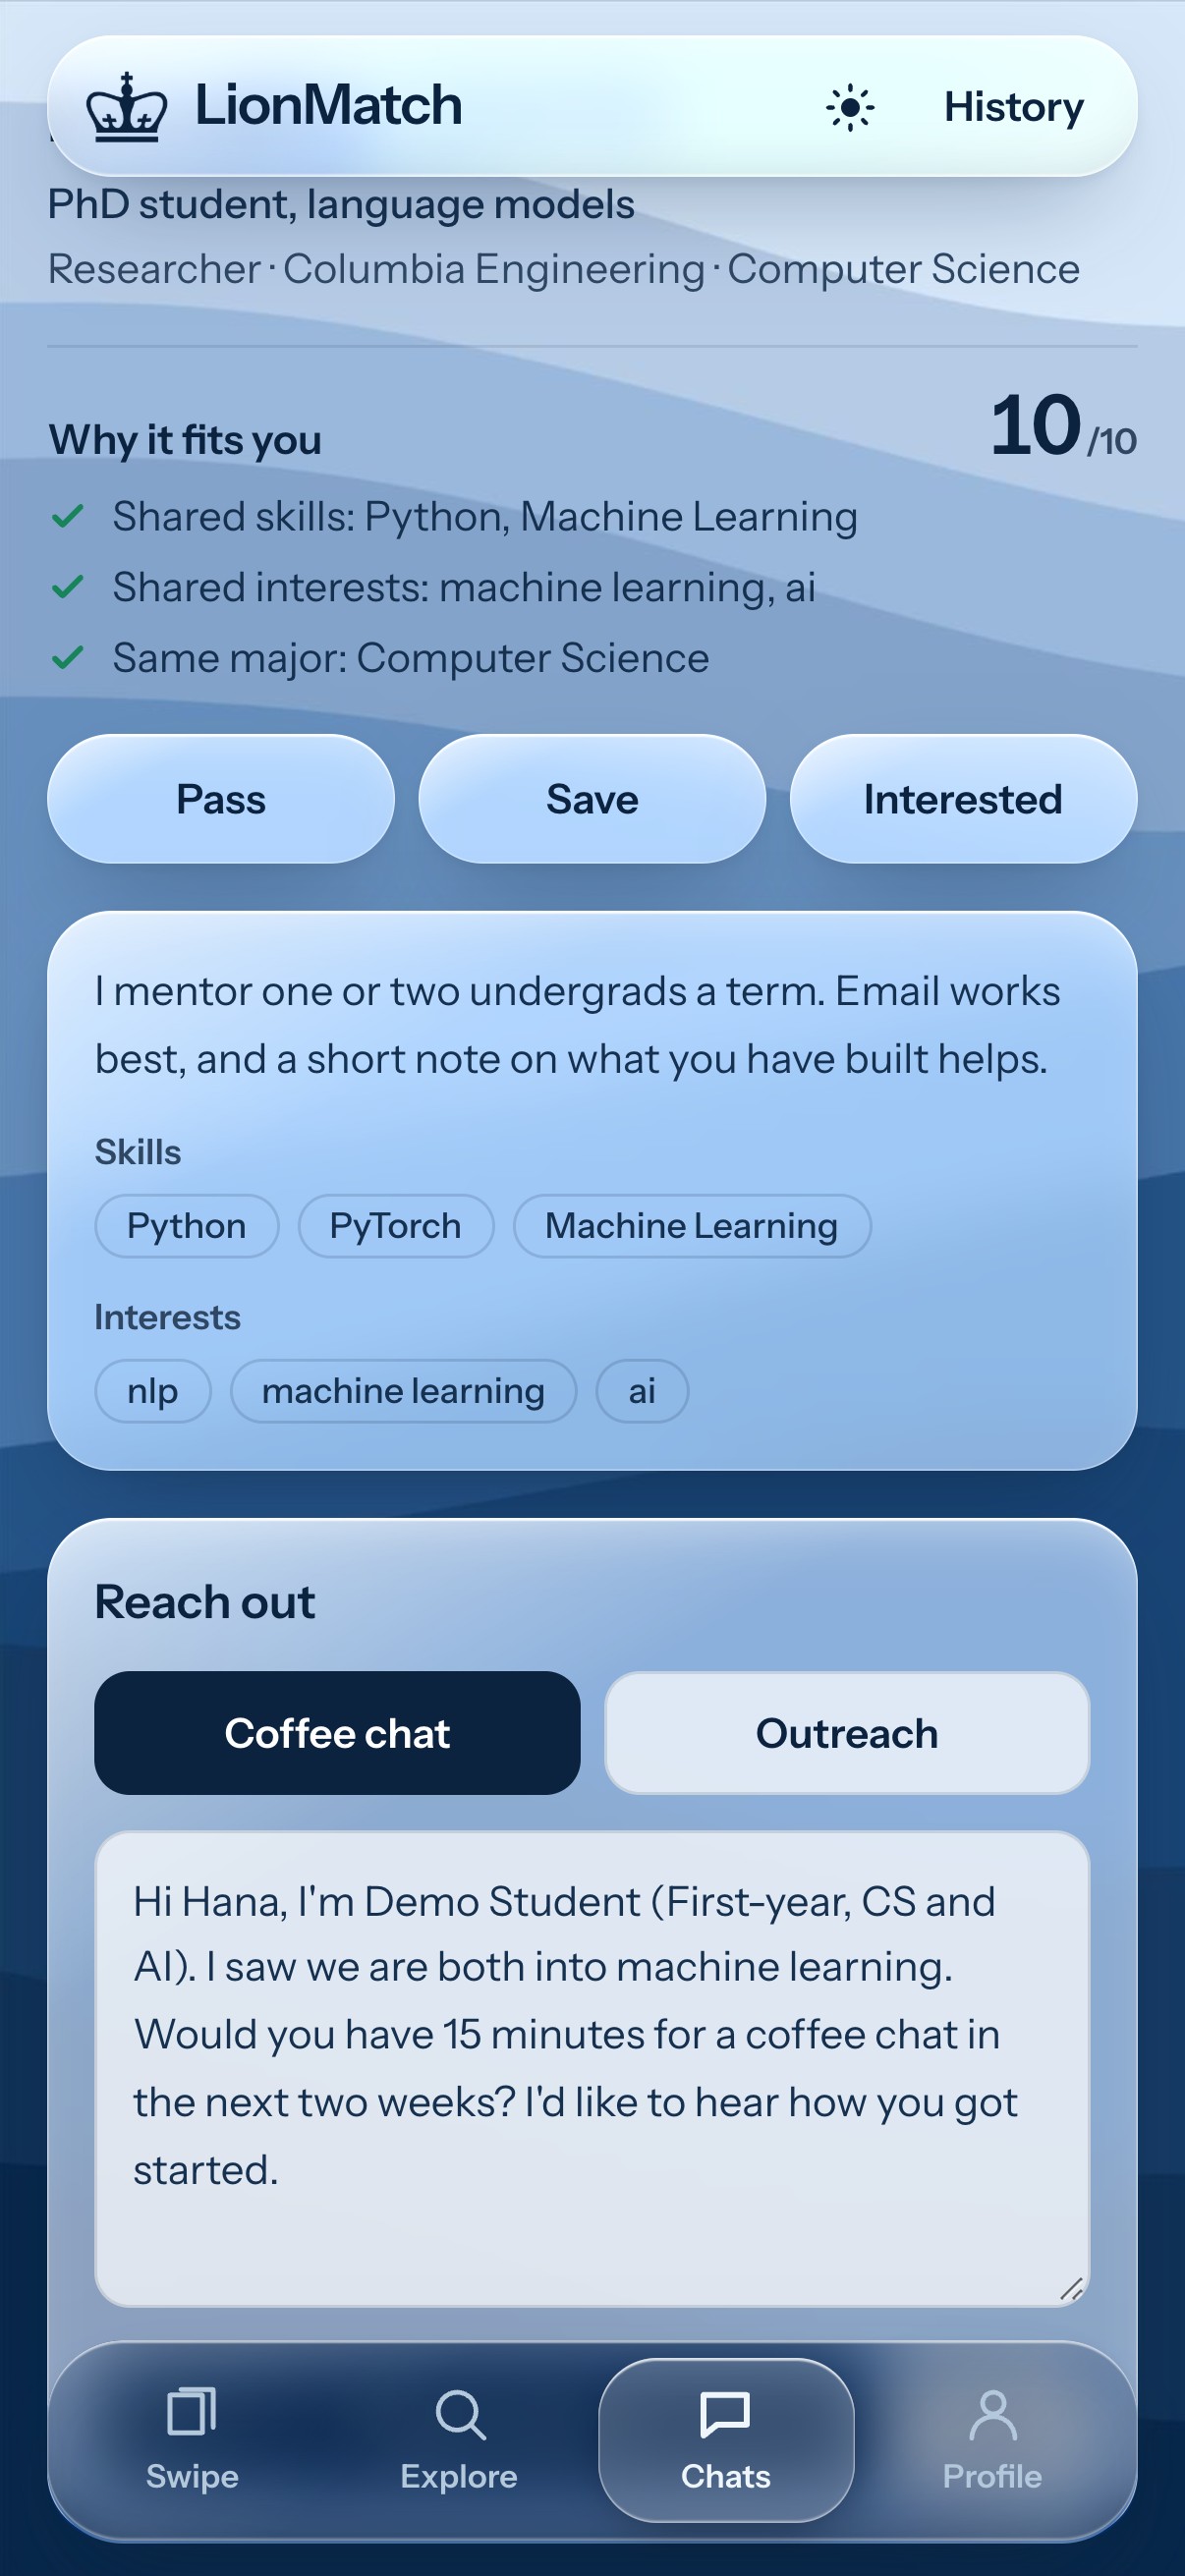 LionMatch
History
PhD student, language models
Researcher · Columbia Engineering · Computer Science
Why it fits you
10/10
Shared skills: Python, Machine Learning
Shared interests: machine learning, ai
Same major: Computer Science
Pass Save Interested
I mentor one or two undergrads a term. Email works
best, and a short note on what you have built helps.
Skills
Python PyTorch Machine Learning
Interests
nlp machine learning ai
Reach out
Coffee chat Outreach
Hi Hana, I'm Demo Student (First-year, CS and
AI). I saw we are both into machine learning.
Would you have 15 minutes for a coffee chat in
the next two weeks? I'd like to hear how you got
started.
Swipe Explore Chats Profile